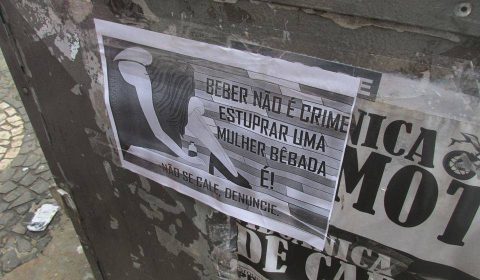 BEBER NÃO É CRIME
ESTUPRAR UMA
MULHER BÊBADA
É!
NÃO SE CALE, DENUNCIE.
NICA
MOT
NICA
DE CA